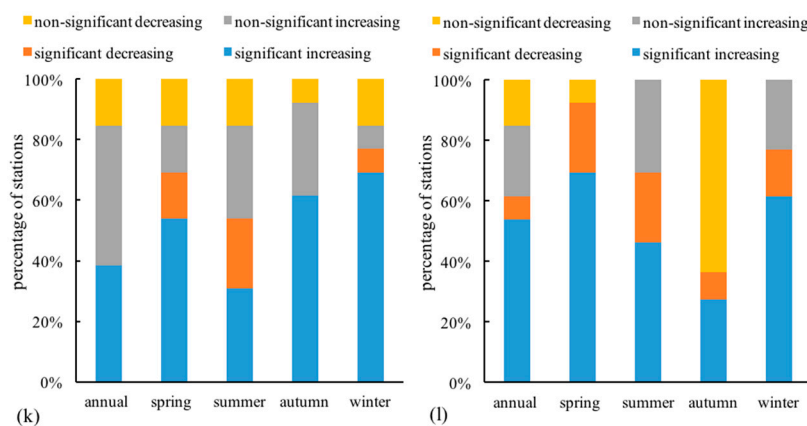 non-significant decreasing non-significant increasing
significant decreasing significant increasing
100%
80%
60%
40%
20%
0%
percentage of stations
annual spring summer autumn winter
(k)
non-significant decreasing non-significant increasing
significant decreasing significant increasing
100%
80%
60%
40%
20%
0%
percentage of stations
annual spring summer autumn winter
(l)